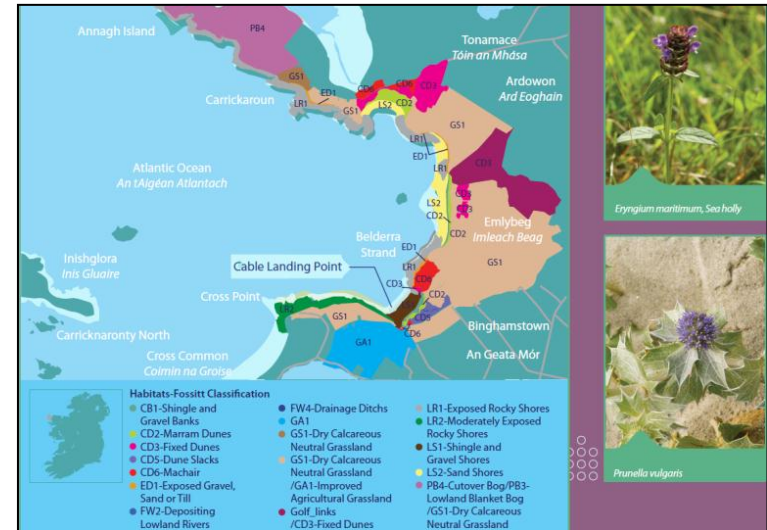 Annagh Island
PB4
Tonamace
Tóin an Mhása
Ardowon
Ard Eoghain
GS1
ED1
CD6
CD6
CD3
LS2
CD2
Carrickaroun
LR1
GS1
GS1
LR1
ED1
LR1
CD3
Atlantic Ocean
An tAigéan Atlantach
LS2
CD3
CD2
Emlybeg
Imleach Beag
CD2
Belderra
Strand
ED1
GS1
Inishglora
Inis Gluaire
Cable Landing Point
LR1
CD6
CD3
CD2
Cross Point
LR2
GS1
CD5
CD6
Binghamstown
Carricknaronty North
GA1
An Geata Mór
Cross Common
Coimín na Croise
Habitats-Fossitt Classification
CB1-Shingle and
Gravel Banks
CD2-Marram Dunes
CD3-Fixed Dunes
CD5-Dune Slacks
CD6-Machair
ED1-Exposed Gravel,
Sand or Till
FW2-Depositing
Lowland Rivers
FW4-Drainage Ditchs
GA1
GS1-Dry Calcareous
Neutral Grassland
GS1-Dry Calcareous
Neutral Grassland
/GA1-Improved
Agricultural Grassland
Golf_links
/CD3-Fixed Dunes
LR1-Exposed Rocky Shores
LR2-Moderately Exposed
Rocky Shores
LS1-Shingle and
Gravel Shores
LS2-Sand Shores
PB4-Cutover Bog/PB3-
Lowland Blanket Bog
/GS1-Dry Calcareous
Neutral Grassland
Eryngium maritimum, Sea holly
Prunella vulgaris